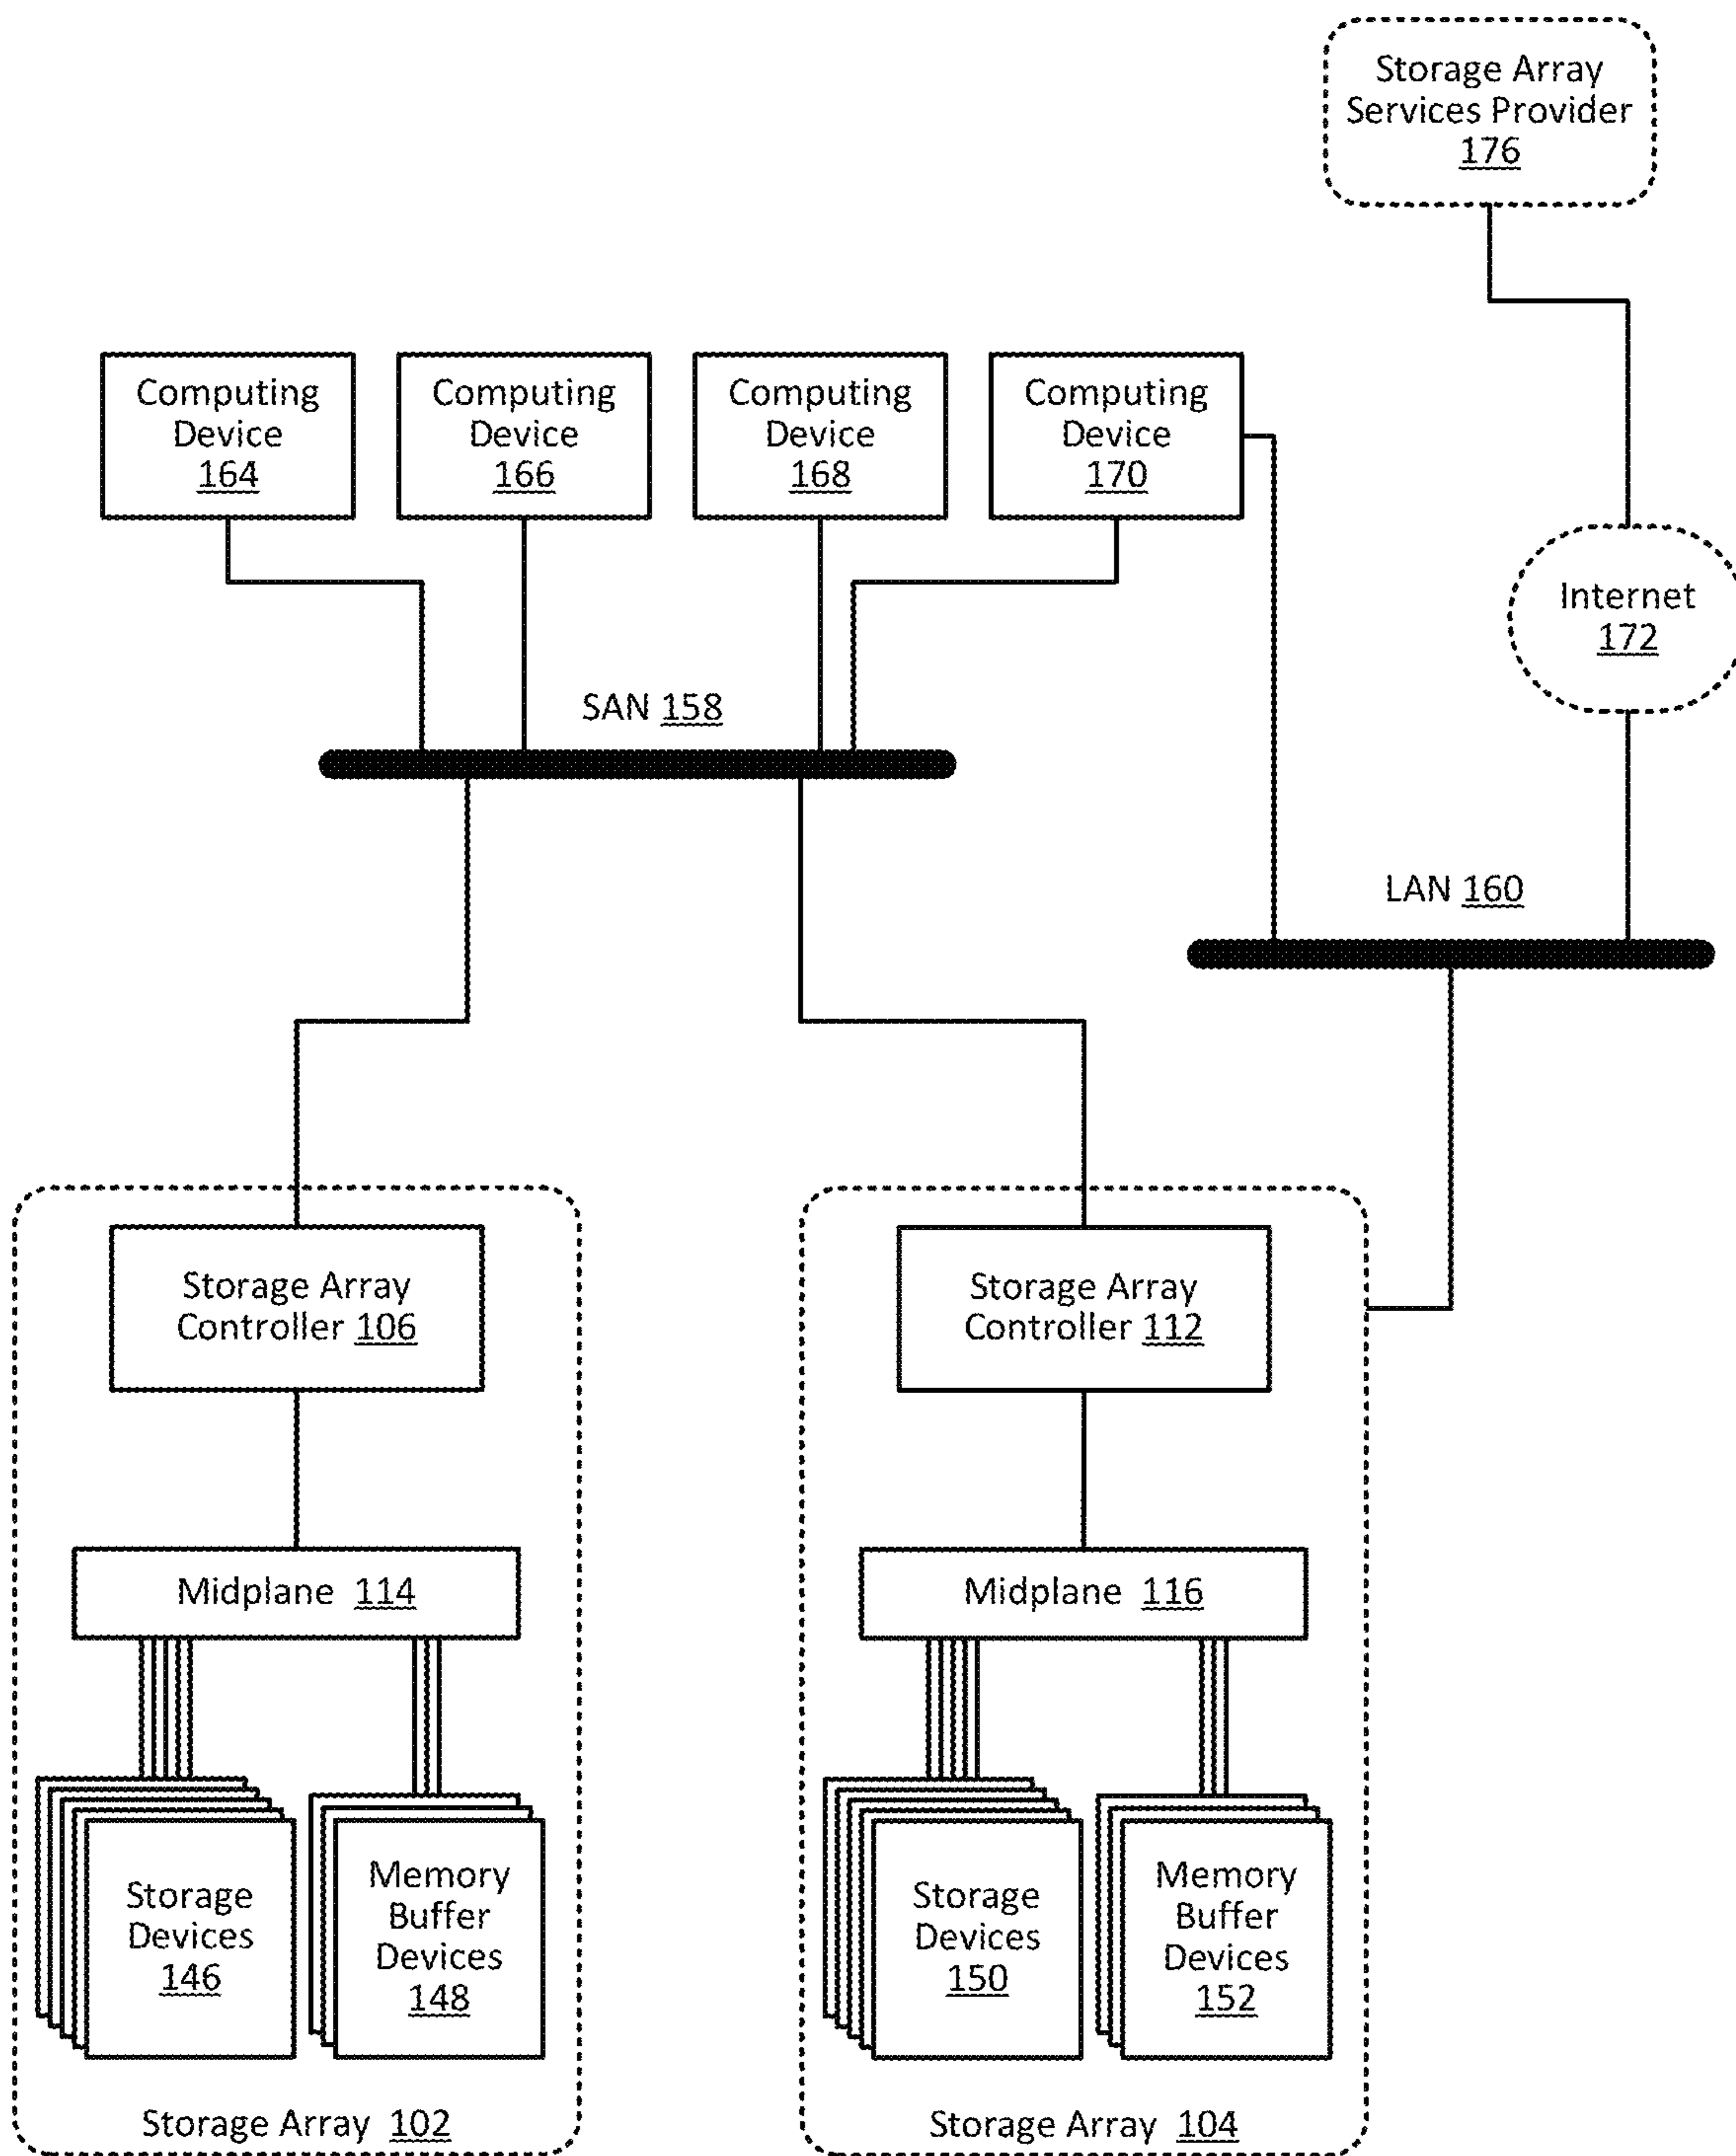 Storage Array
Services Provider
176
Computing
Device
164
Computing
Device
166
Computing
Device
168
Computing
Device
170
Internet
172
SAN 158
LAN 160
Storage Array
Controller 106
Storage Array
Controller 112
Midplane 114
Midplane 116
Storage
Devices
146
Memory
Buffer
Devices
148
Storage
Devices
150
Memory
Buffer
Devices
152
Storage Array 102
Storage Array 104